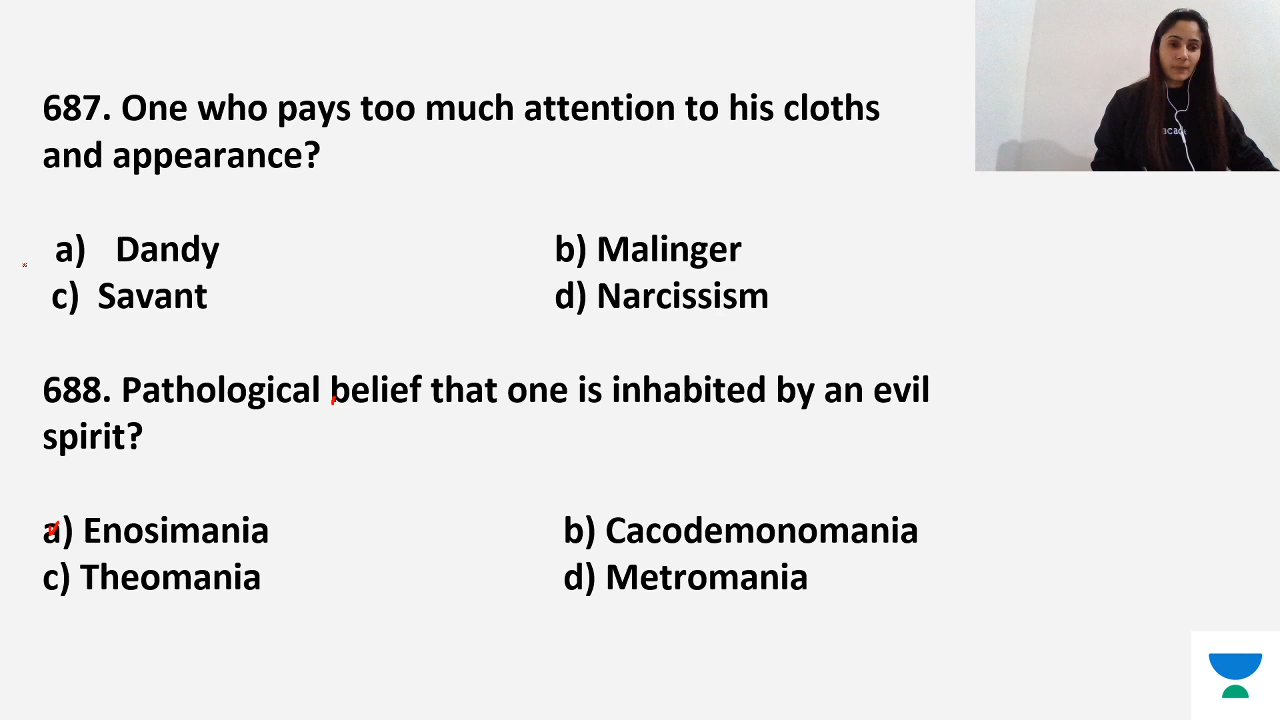 687. One who pays too much attention to his cloths
and appearance?
a) Dandy b) Malinger
c) Savant d) Narcissism
688. Pathological belief that one is inhabited by an evil
spirit?
a) Enosimania b) Cacodemonomania
c) Theomania d) Metromania